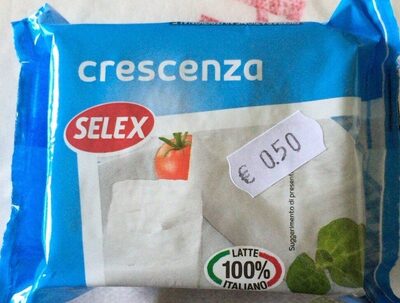 crescenza
SELEX
€ 0.50
Suggerimento di present
LATTE
100%
ITALIANO